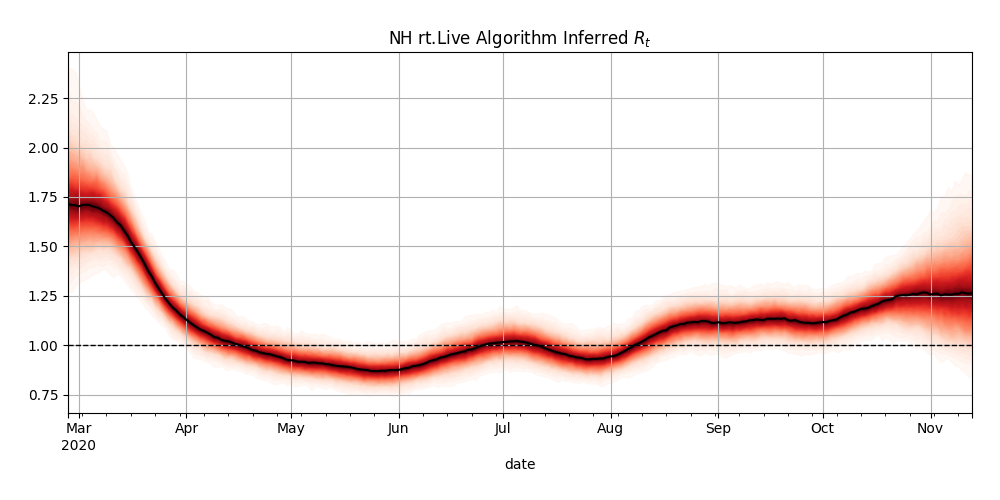 NH rt.Live Algorithm Inferred $R_t$
2.25
2.00
1.75
1.50
1.25
1.00
0.75
Mar Apr May Jun Jul Aug Sep Oct Nov
2020
date